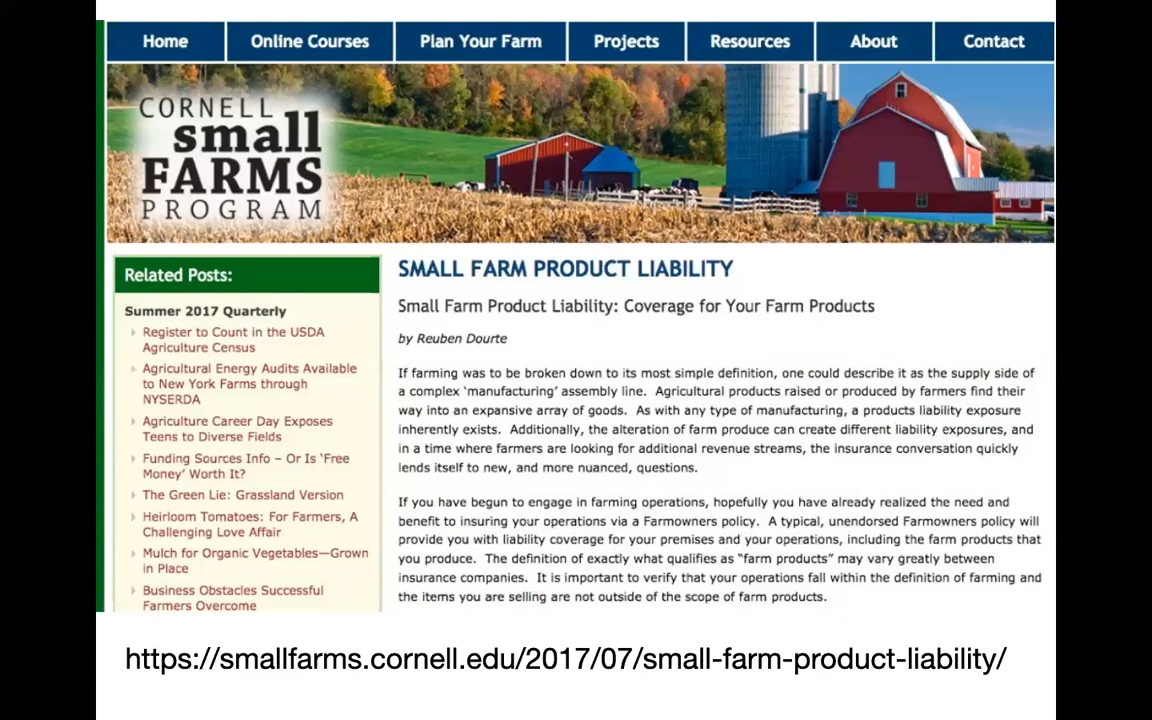 Home Online Courses Plan Your Farm Projects Resources About Contact
CORNELL
small
FARMS
PROGRAM
Related Posts:
Summer 2017 Quarterly
Register to Count in the USDA
Agriculture Census
Agricultural Energy Audits Available
to New York Farms through
NYSERDA
Agriculture Career Day Exposes
Teens to Diverse Fields
Funding Sources Info – Or Is ‘Free
Money’ Worth It?
The Green Lie: Grassland Version
Heirloom Tomatoes: For Farmers, A
Challenging Love Affair
Mulch for Organic Vegetables—Grown
in Place
Business Obstacles Successful
Farmers Overcome
SMALL FARM PRODUCT LIABILITY
Small Farm Product Liability: Coverage for Your Farm Products
by Reuben Dourte
If farming was to be broken down to its most simple definition, one could describe it as the supply side of
a complex ‘manufacturing’ assembly line. Agricultural products raised or produced by farmers find their
way into an expansive array of goods. As with any type of manufacturing, a products liability exposure
inherently exists. Additionally, the alteration of farm produce can create different liability exposures, and
in a time where farmers are looking for additional revenue streams, the insurance conversation quickly
lends itself to new, and more nuanced, questions.
If you have begun to engage in farming operations, hopefully you have already realized the need and
benefit to insuring your operations via a Farmowners policy. A typical, unendorsed Farmowners policy will
provide you with liability coverage for your premises and your operations, including the farm products that
you produce. The definition of exactly what qualifies as “farm products” may vary greatly between
insurance companies. It is important to verify that your operations fall within the definition of farming and
the items you are selling are not outside of the scope of farm products.
https://smallfarms.cornell.edu/2017/07/small-farm-product-liability/